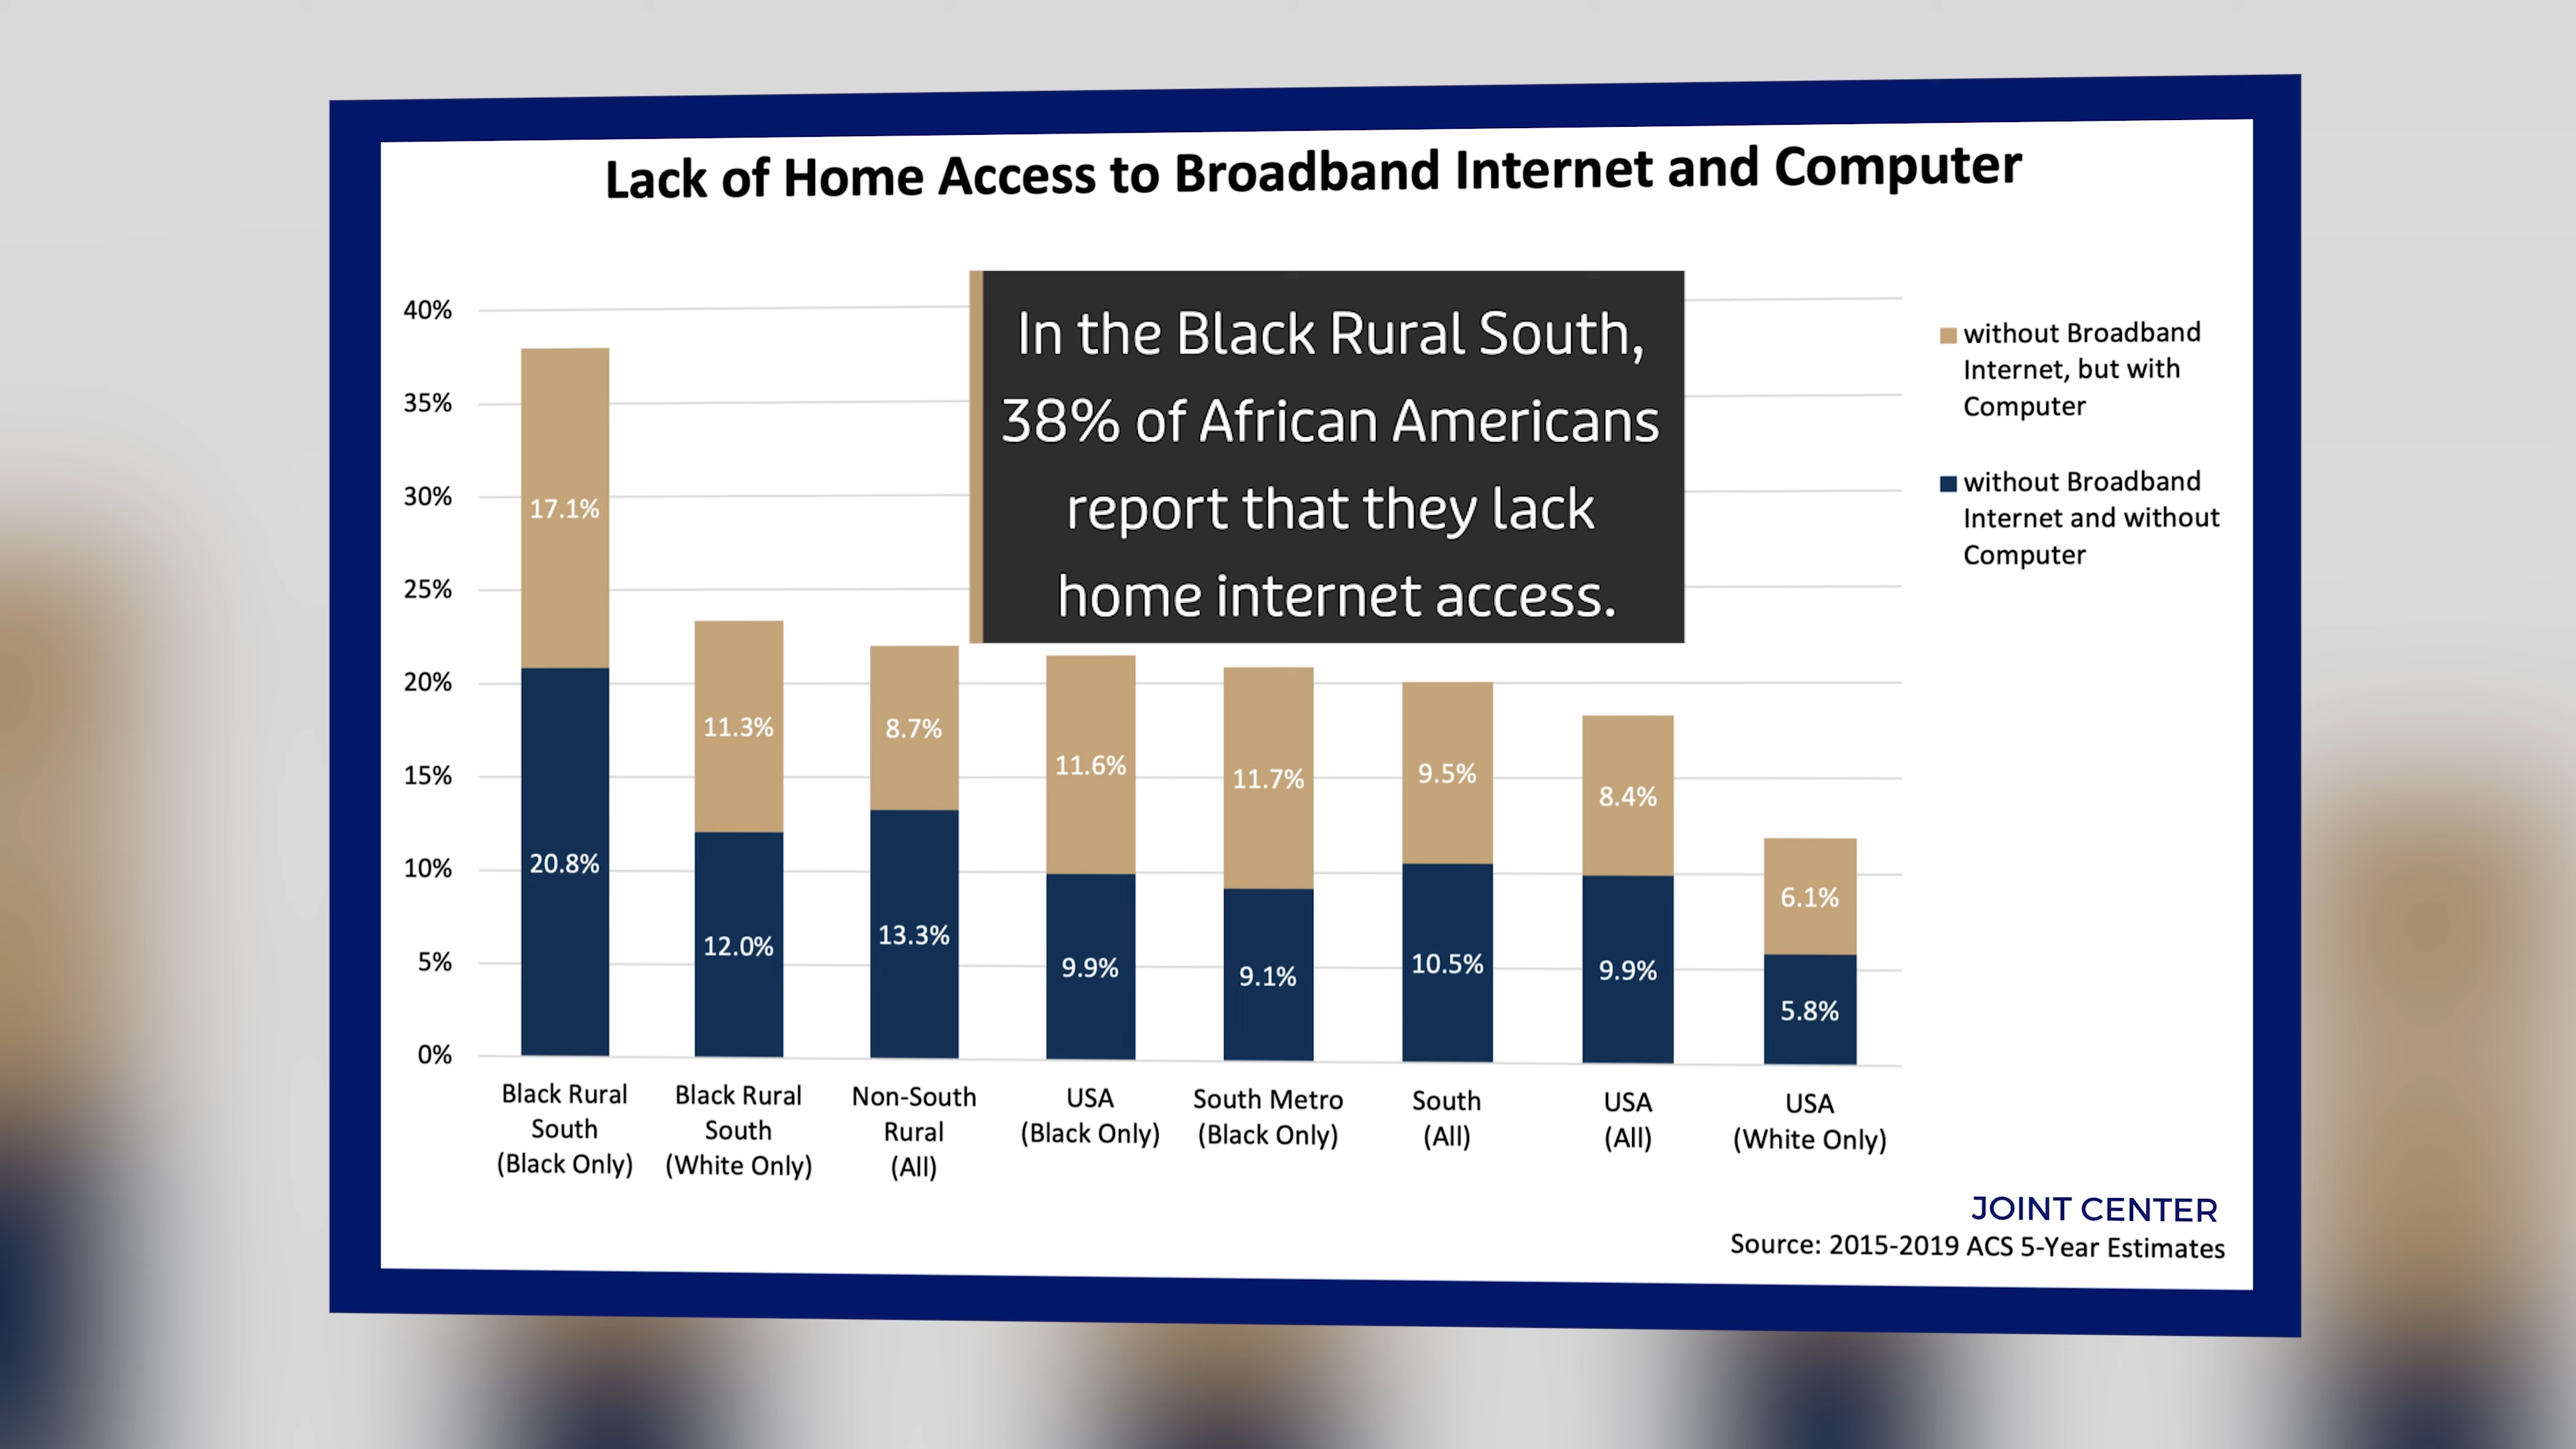 Lack of Home Access to Broadband Internet and Computer
In the Black Rural South,
38% of African Americans
report that they lack
home internet access.
40%
35%
30%
25%
20%
15%
10%
5%
0%
17.1%
20.8%
11.3%
12.0%
8.7%
13.3%
11.6%
9.9%
11.7%
9.1%
9.5%
10.5%
8.4%
9.9%
6.1%
5.8%
Black Rural
South
(Black Only)
Black Rural
South
(White Only)
Non-South
Rural
(All)
USA
(Black Only)
South Metro
(Black Only)
South
(All)
USA
(All)
USA
(White Only)
without Broadband
Internet, but with
Computer
without Broadband
Internet and without
Computer
JOINT CENTER
Source: 2015-2019 ACS 5-Year Estimates